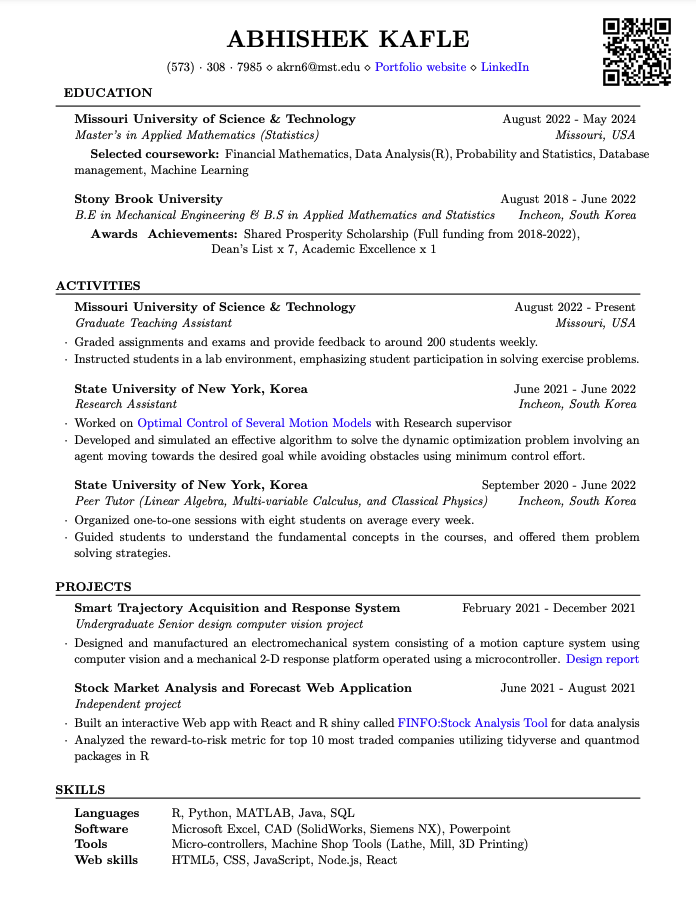 ABHISHEK KAFLE
(573) · 308 · 7985 ⋄ akrn6@mst.edu ⋄ Portfolio website ⋄ LinkedIn
EDUCATION
Missouri University of Science & Technology August 2022 - May 2024
Master's in Applied Mathematics (Statistics) Missouri, USA
Selected coursework: Financial Mathematics, Data Analysis(R), Probability and Statistics, Database
management, Machine Learning
Stony Brook University August 2018 - June 2022
B.E in Mechanical Engineering & B.S in Applied Mathematics and Statistics Incheon, South Korea
Awards Achievements: Shared Prosperity Scholarship (Full funding from 2018-2022),
Dean's List x 7, Academic Excellence x 1
ACTIVITIES
Missouri University of Science & Technology August 2022 - Present
Graduate Teaching Assistant Missouri, USA
· Graded assignments and exams and provide feedback to around 200 students weekly.
· Instructed students in a lab environment, emphasizing student participation in solving exercise problems.
State University of New York, Korea June 2021 - June 2022
Research Assistant Incheon, South Korea
· Worked on Optimal Control of Several Motion Models with Research supervisor
· Developed and simulated an effective algorithm to solve the dynamic optimization problem involving an
agent moving towards the desired goal while avoiding obstacles using minimum control effort.
State University of New York, Korea September 2020 - June 2022
Peer Tutor (Linear Algebra, Multi-variable Calculus, and Classical Physics) Incheon, South Korea
· Organized one-to-one sessions with eight students on average every week.
· Guided students to understand the fundamental concepts in the courses, and offered them problem
solving strategies.
PROJECTS
Smart Trajectory Acquisition and Response System February 2021 - December 2021
Undergraduate Senior design computer vision project
· Designed and manufactured an electromechanical system consisting of a motion capture system using
computer vision and a mechanical 2-D response platform operated using a microcontroller. Design report
Stock Market Analysis and Forecast Web Application June 2021 - August 2021
Independent project
· Built an interactive Web app with React and R shiny called FINFO:Stock Analysis Tool for data analysis
· Analyzed the reward-to-risk metric for top 10 most traded companies utilizing tidyverse and quantmod
packages in R
SKILLS
Languages R, Python, MATLAB, Java, SQL
Software Microsoft Excel, CAD (SolidWorks, Siemens NX), Powerpoint
Tools Micro-controllers, Machine Shop Tools (Lathe, Mill, 3D Printing)
Web skills HTML5, CSS, JavaScript, Node.js, React